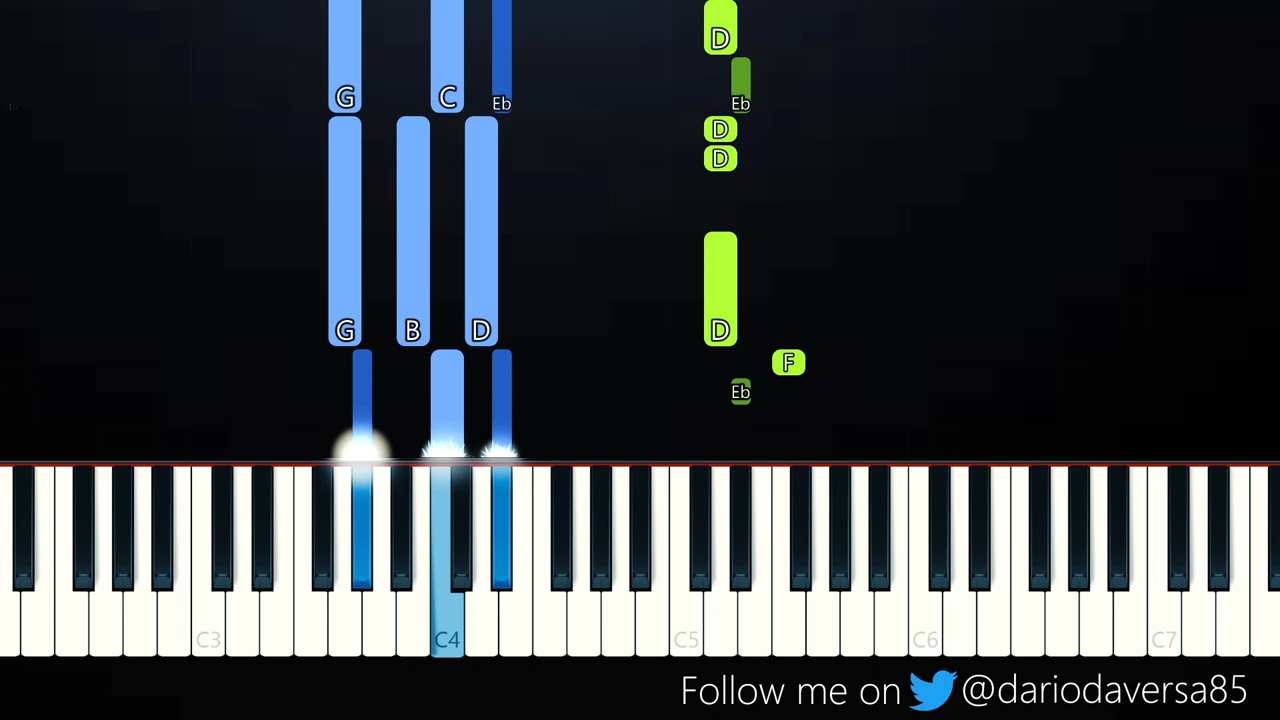 D
G C Eb Eb
D
D
G B D D
F
Eb
C3 C4 C5 C6 C7
Follow me on @dariodaversa85